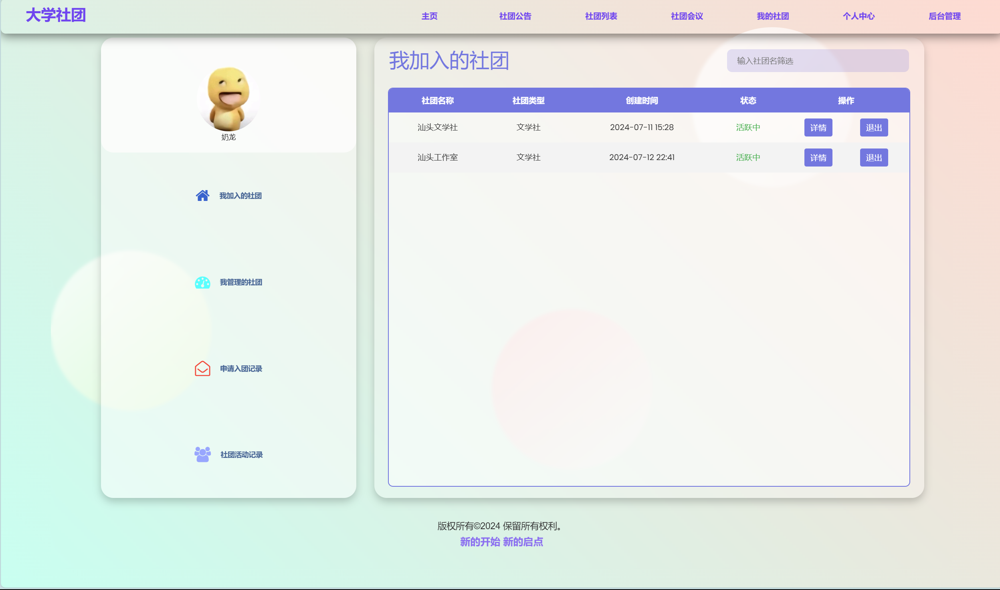 大学社团 主页 社团公告 社团列表 社团会议 我的社团 个人中心 后台管理
奶龙
我加入的社团
我管理的社团
申请入团记录
社团活动记录
我加入的社团 输入社团名筛选
社团名称 社团类型 创建时间 状态 操作
汕头文学社 文学社 2024-07-11 15:28 活跃中 详情 退出
汕头工作室 文学社 2024-07-12 22:41 活跃中 详情 退出
版权所有©2024 保留所有权利。
新的开始 新的启点